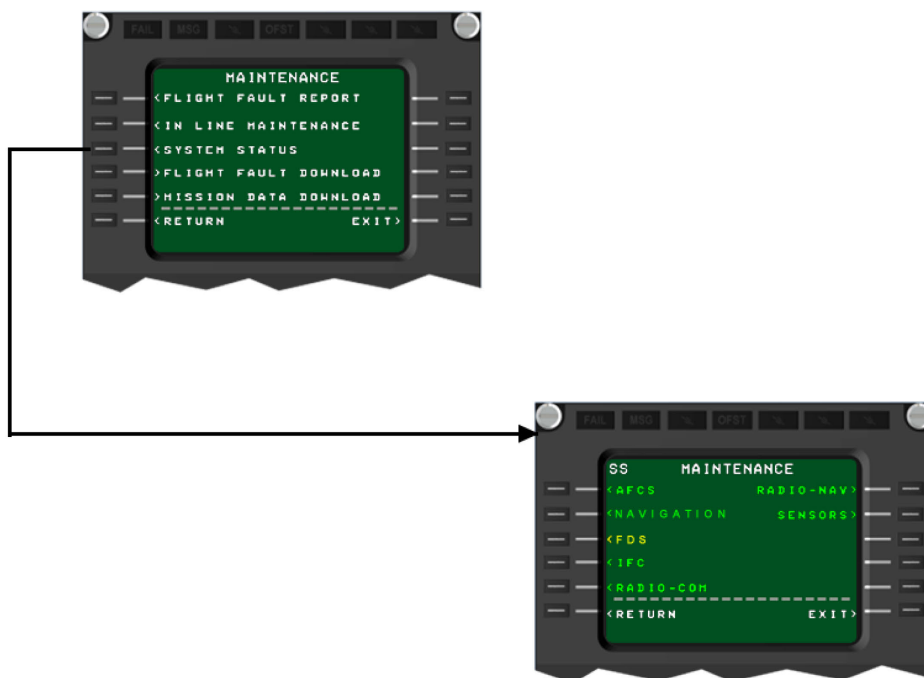 FAIL MSG OFST
MAINTENANCE
<FLIGHT FAULT REPORT
<IN LINE MAINTENANCE
<SYSTEM STATUS
>FLIGHT FAULT DOWNLOAD
>MISSION DATA DOWNLOAD
<RETURN EXIT>
FAIL MSG OFST
SS MAINTENANCE
<AFCS RADIO-NAV>
<NAVIGATION SENSORS>
<FDS
<IFC
<RADIO-COM
<RETURN EXIT>